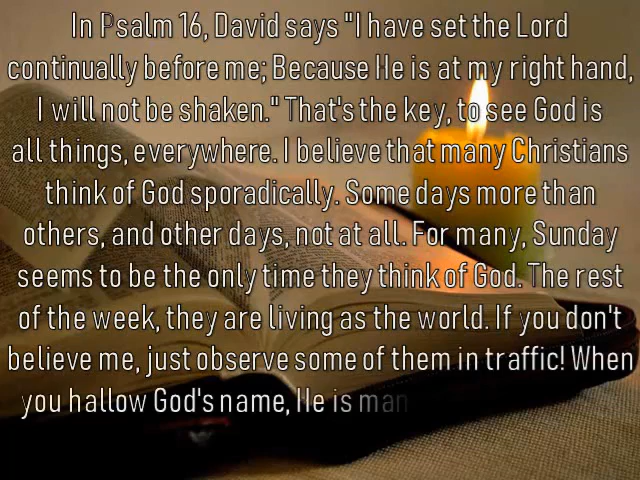 In Psalm 16, David says "I have set the Lord
continually before me; Because He is at my right hand,
I will not be shaken." That's the key, to see God is
all things, everywhere. I believe that many Christians
think of God sporadically. Some days more than
others, and other days, not at all. For many, Sunday
seems to be the only time they think of God. The rest
of the week, they are living as the world. If you don't
believe me, just observe some of them in traffic! When
you hallow God's name, He is man